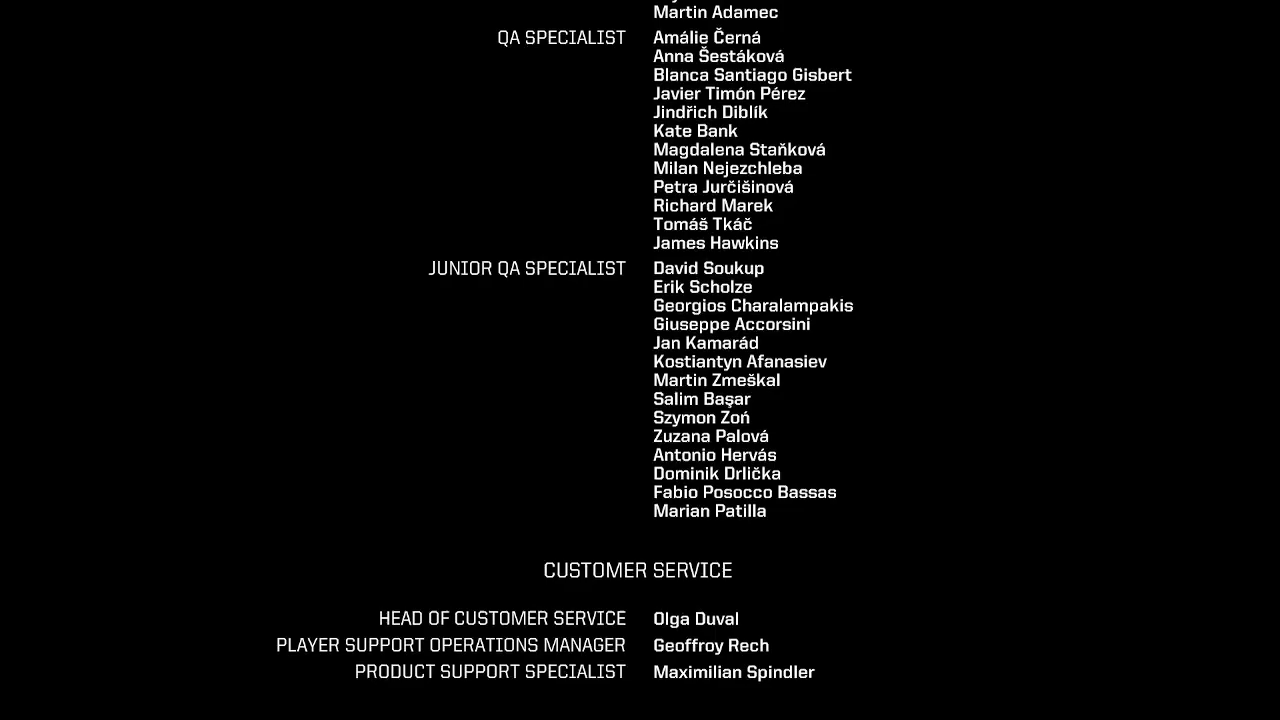 Martin Adamec
QA SPECIALIST Amálie Černá
Anna Šestáková
Blanca Santiago Gisbert
Javier Timón Pérez
Jindřich Diblík
Kate Bank
Magdalena Staňková
Milan Nejezchleba
Petra Jurčišinová
Richard Marek
Tomáš Tkáč
James Hawkins
JUNIOR QA SPECIALIST David Soukup
Erik Scholze
Georgios Charalampakis
Giuseppe Accorsini
Jan Kamarád
Kostiantyn Afanasiev
Martin Zmeškal
Salim Başar
Szymon Zoń
Zuzana Palová
Antonio Hervás
Dominik Drlička
Fabio Posocco Bassas
Marian Patilla
CUSTOMER SERVICE
HEAD OF CUSTOMER SERVICE Olga Duval
PLAYER SUPPORT OPERATIONS MANAGER Geoffroy Rech
PRODUCT SUPPORT SPECIALIST Maximilian Spindler